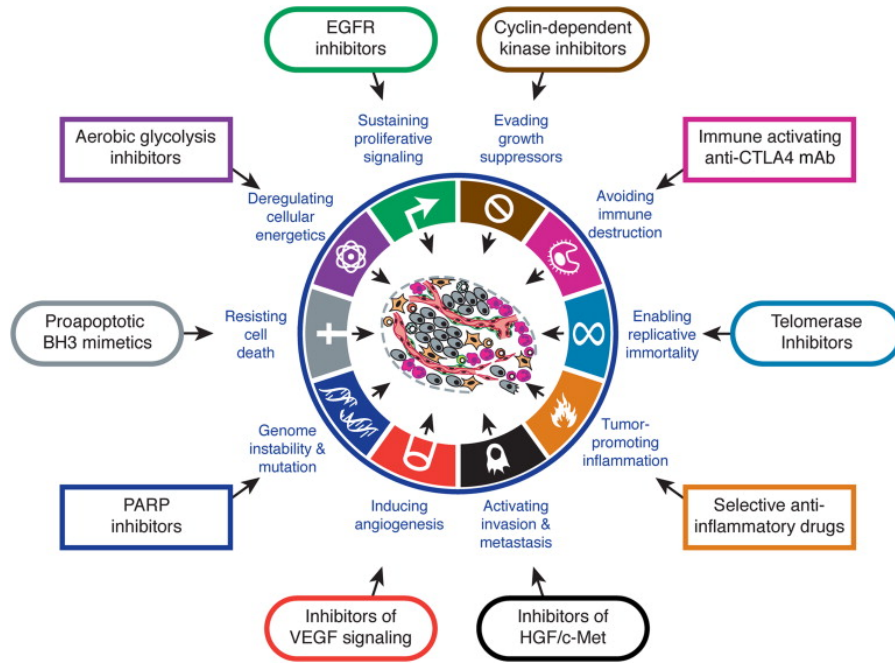 EGFR
inhibitors
Cyclin-dependent
kinase inhibitors
Sustaining
proliferative
signaling
Evading
growth
suppressors
Aerobic glycolysis
inhibitors
Immune activating
anti-CTLA4 mAb
Deregulating
cellular
energetics
Avoiding
immune
destruction
Proapoptotic
BH3 mimetics
Resisting
cell
death
Enabling
replicative
immortality
Telomerase
Inhibitors
Genome
instability &
mutation
Tumor-
promoting
inflammation
PARP
inhibitors
Inducing
angiogenesis
Activating
invasion &
metastasis
Selective anti-
inflammatory drugs
Inhibitors of
VEGF signaling
Inhibitors of
HGF/c-Met